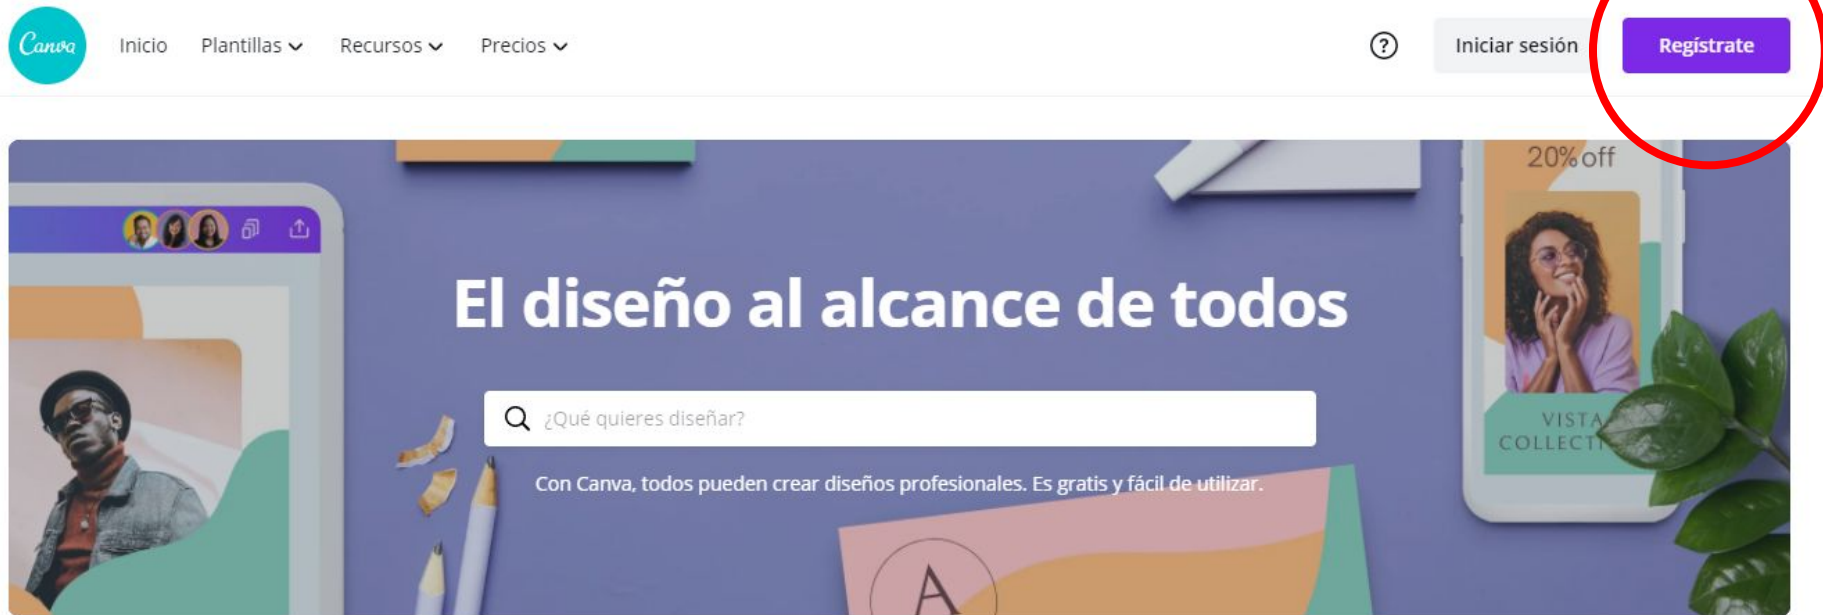 Canva
Inicio
Plantillas
Recursos
Precios
?
Iniciar sesión
Regístrate
20% off
El diseño al alcance de todos
¿Qué quieres diseñar?
VISTA
Con Canva, todos pueden crear diseños profesionales. Es gratis y fácil de utilizar.
A